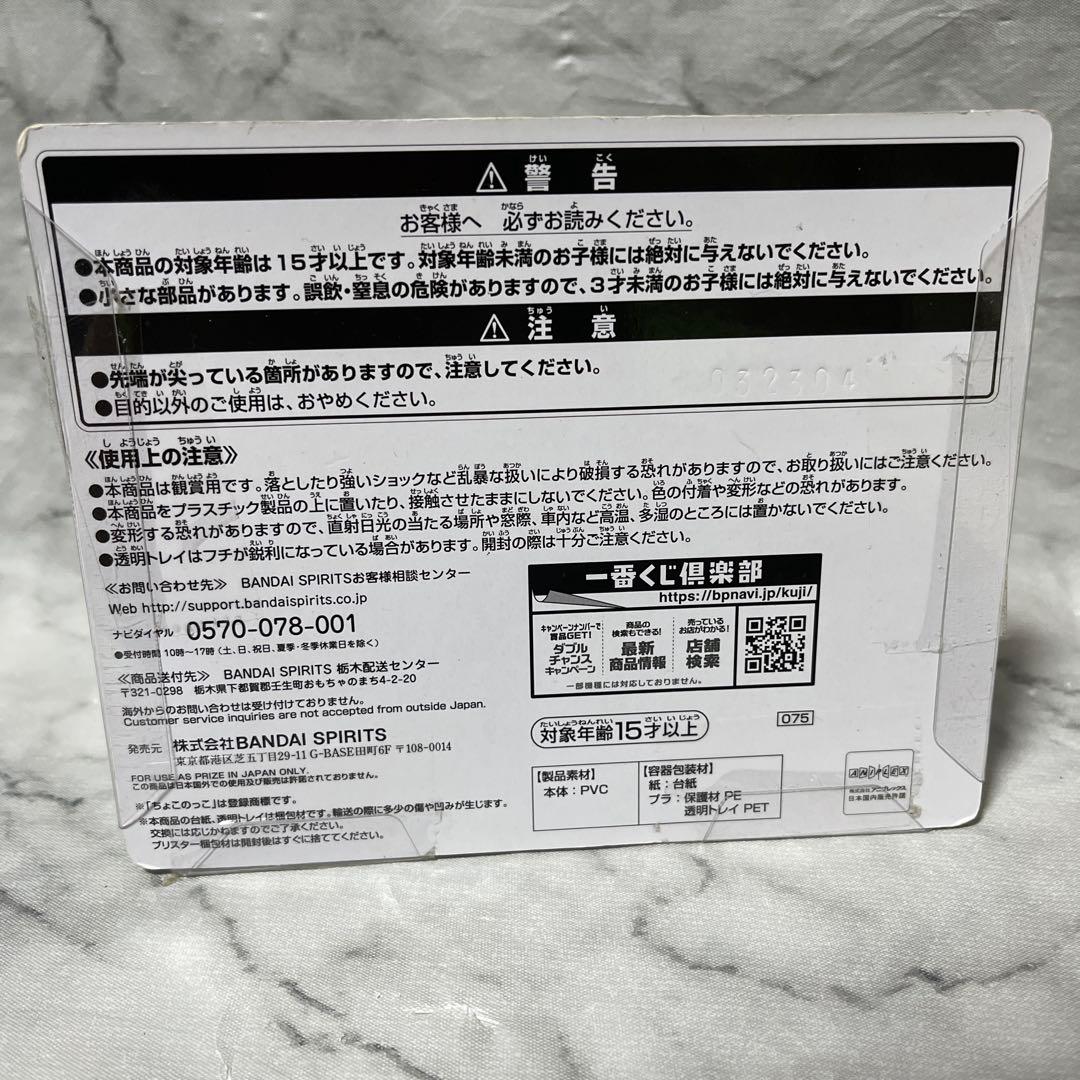 ⚠ 警告
お客様へ 必ずお読みください。
●本商品の対象年齢は15才以上です。対象年齢未満のお子様には絶対に与えないでください。
●小さな部品があります。誤飲・窒息の危険がありますので、3才未満のお子様には絶対に与えないでください。
⚠ 注意
●先端が尖っている箇所がありますので、注意してください。
●目的以外のご使用は、おやめください。
032304
《使用上の注意》
●本商品は観賞用です。落としたり強いショックなど乱暴な扱いにより破損する恐れがありますので、お取り扱いにはご注意ください。
●本商品をプラスチック製品の上に置いたり、接触させたままにしないでください。色の付着や変形などの恐れがあります。
●変形する恐れがありますので、直射日光の当たる場所や窓際、車内など高温、多湿のところには置かないでください。
●透明トレイはフチが鋭利になっている場合があります。開封の際は十分ご注意ください。
≪お問い合わせ先≫ BANDAI SPIRITSお客様相談センター
Web http://support.bandaispirits.co.jp
ナビダイヤル 0570-078-001
●受付時間 10時〜17時(土、日、祝日、夏季・冬季休業日を除く)
≪商品送付先≫ BANDAI SPIRITS 栃木配送センター
〒321-0298 栃木県下都賀郡壬生町おもちゃのまち4-2-20
海外からのお問い合わせは受け付けておりません。
Customer service inquiries are not accepted from outside Japan.
発売元 株式会社BANDAI SPIRITS
東京都港区芝五丁目29-11 G-BASE田町6F 〒108-0014
FOR USE AS PRIZE IN JAPAN ONLY.
この商品は日本国外での使用及び販売は許諾されておりません。
※「ちょこのっこ」は登録商標です。
※本商品の台紙、透明トレイは梱包材です。輸送の際に多少の傷や凹みが生じます。
交換には応じかねますのでご了承ください。
ブリスター梱包材は開封後はすぐに捨ててください。
一番くじ倶楽部
https://bpnavi.jp/kuji/
キャンペーンナンバーで
賞品GET!
ダブル
チャンス
キャンペーン
商品の
検索もできる!
最新
商品情報
売っている
お店がわかる!
店舗
検索
一部機種には対応しておりません。
対象年齢15才以上
075
【製品素材】
本体:PVC
【容器包装材】
紙:台紙
プラ:保護材 PE
透明トレイ PET
ANIPLEX
株式会社アニプレックス
日本国内販売許諾